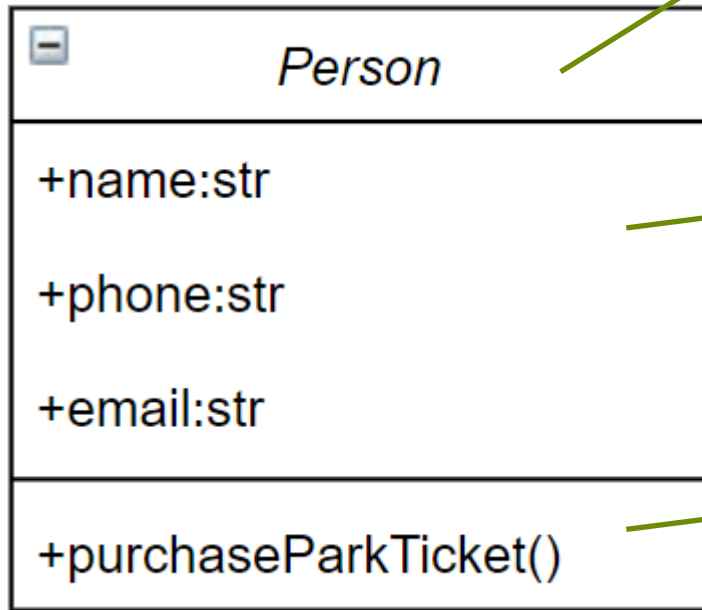 Person
+name:str
+phone:str
+email:str
+purchaseParkTicket()